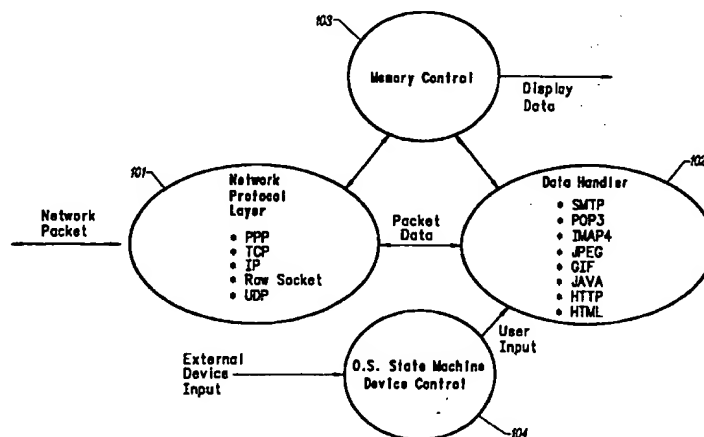 103
Memory Control
Display
Data
101
Network
Protocol
Layer
• PPP
• TCP
• IP
• Raw Socket
• UDP
Network
Packet
Packet
Data
102
Data Handler
• SMTP
• POP3
• IMAP4
• JPEG
• GIF
• JAVA
• HTTP
• HTML
User
Input
External
Device
Input
O.S. State Machine
Device Control
104